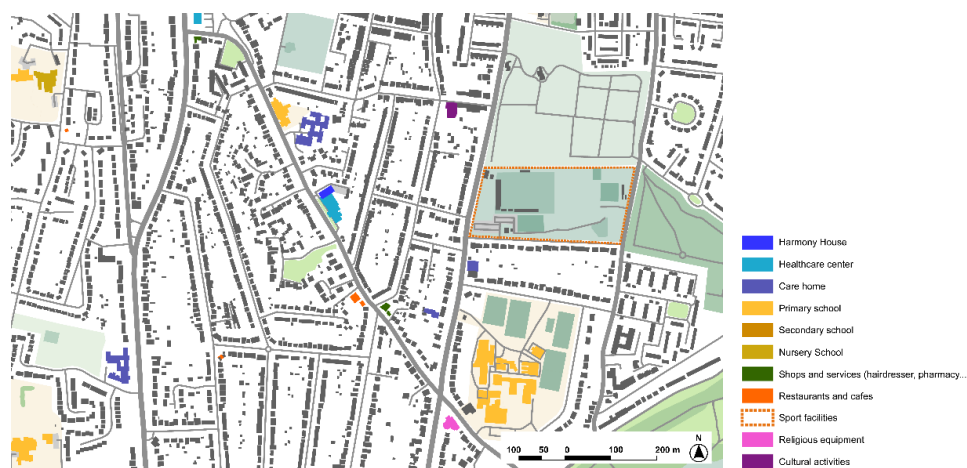 Harmony House
Healthcare center
Care home
Primary school
Secondary school
Nursery School
Shops and services (hairdresser, pharmacy...
Restaurants and cafes
Sport facilities
Religious equipment
Cultural activities
N
100 50 0 100 200 m